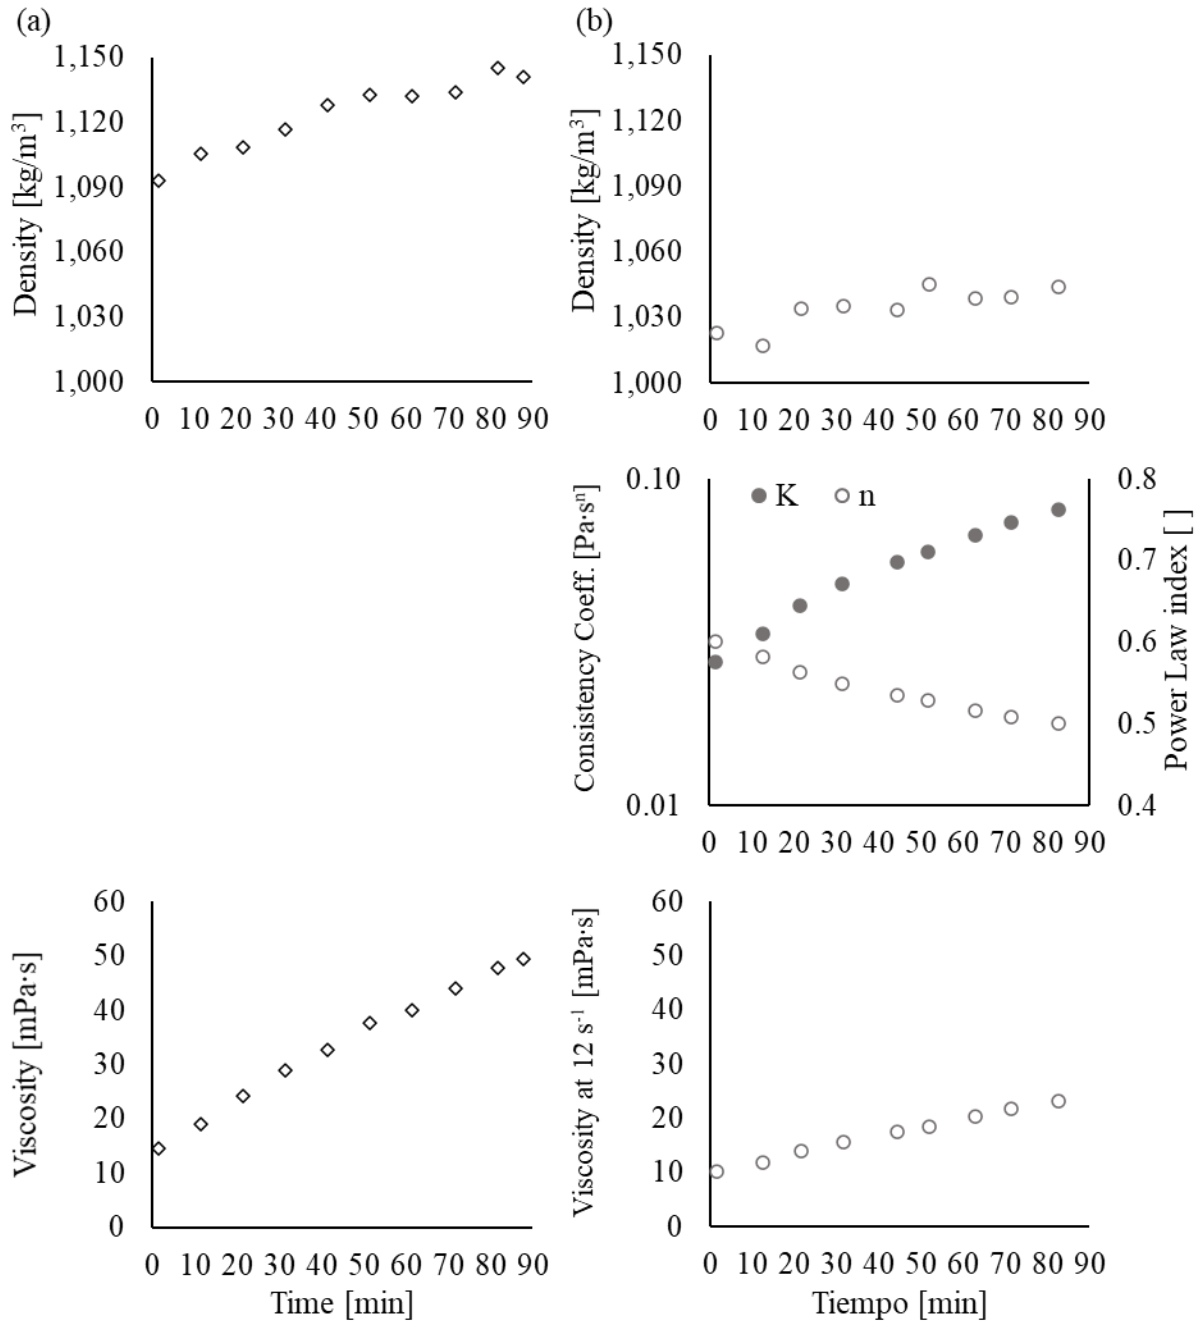 (a)
Density [kg/m³]
1,150
1,120
1,090
1,060
1,030
1,000
0 10 20 30 40 50 60 70 80 90
(b)
Density [kg/m³]
1,150
1,120
1,090
1,060
1,030
1,000
0 10 20 30 40 50 60 70 80 90
Consistency Coeff. [Pa·sⁿ]
0.10
0.01
K n
0.8
0.7
0.6
0.5
0.4
Power Law index [ ]
0 10 20 30 40 50 60 70 80 90
Viscosity [mPa·s]
60
50
40
30
20
10
0
0 10 20 30 40 50 60 70 80 90
Time [min]
Viscosity at 12 s⁻¹ [mPa·s]
60
50
40
30
20
10
0
0 10 20 30 40 50 60 70 80 90
Tiempo [min]